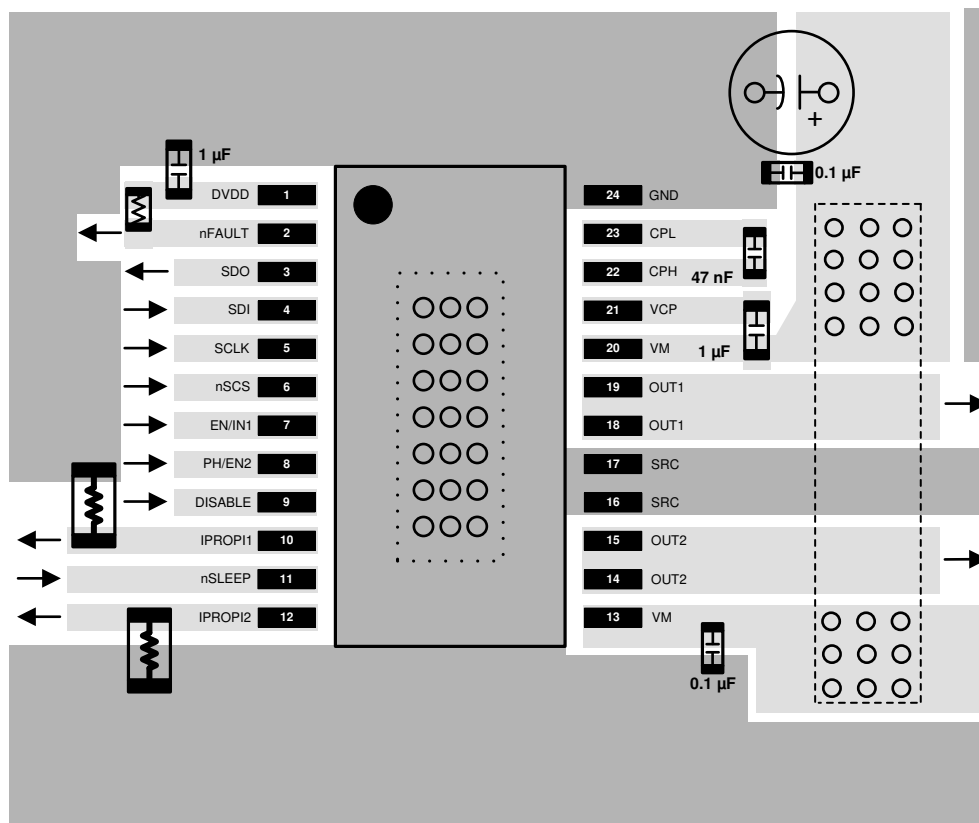 +
1 µF
0.1 µF
DVDD 1
24 GND
nFAULT 2
23 CPL
SDO 3
22 CPH 47 nF
SDI 4
21 VCP
SCLK 5
20 VM 1 µF
nSCS 6
19 OUT1
EN/IN1 7
18 OUT1
PH/EN2 8
17 SRC
DISABLE 9
16 SRC
IPROPI1 10
15 OUT2
nSLEEP 11
14 OUT2
IPROPI2 12
13 VM
0.1 µF